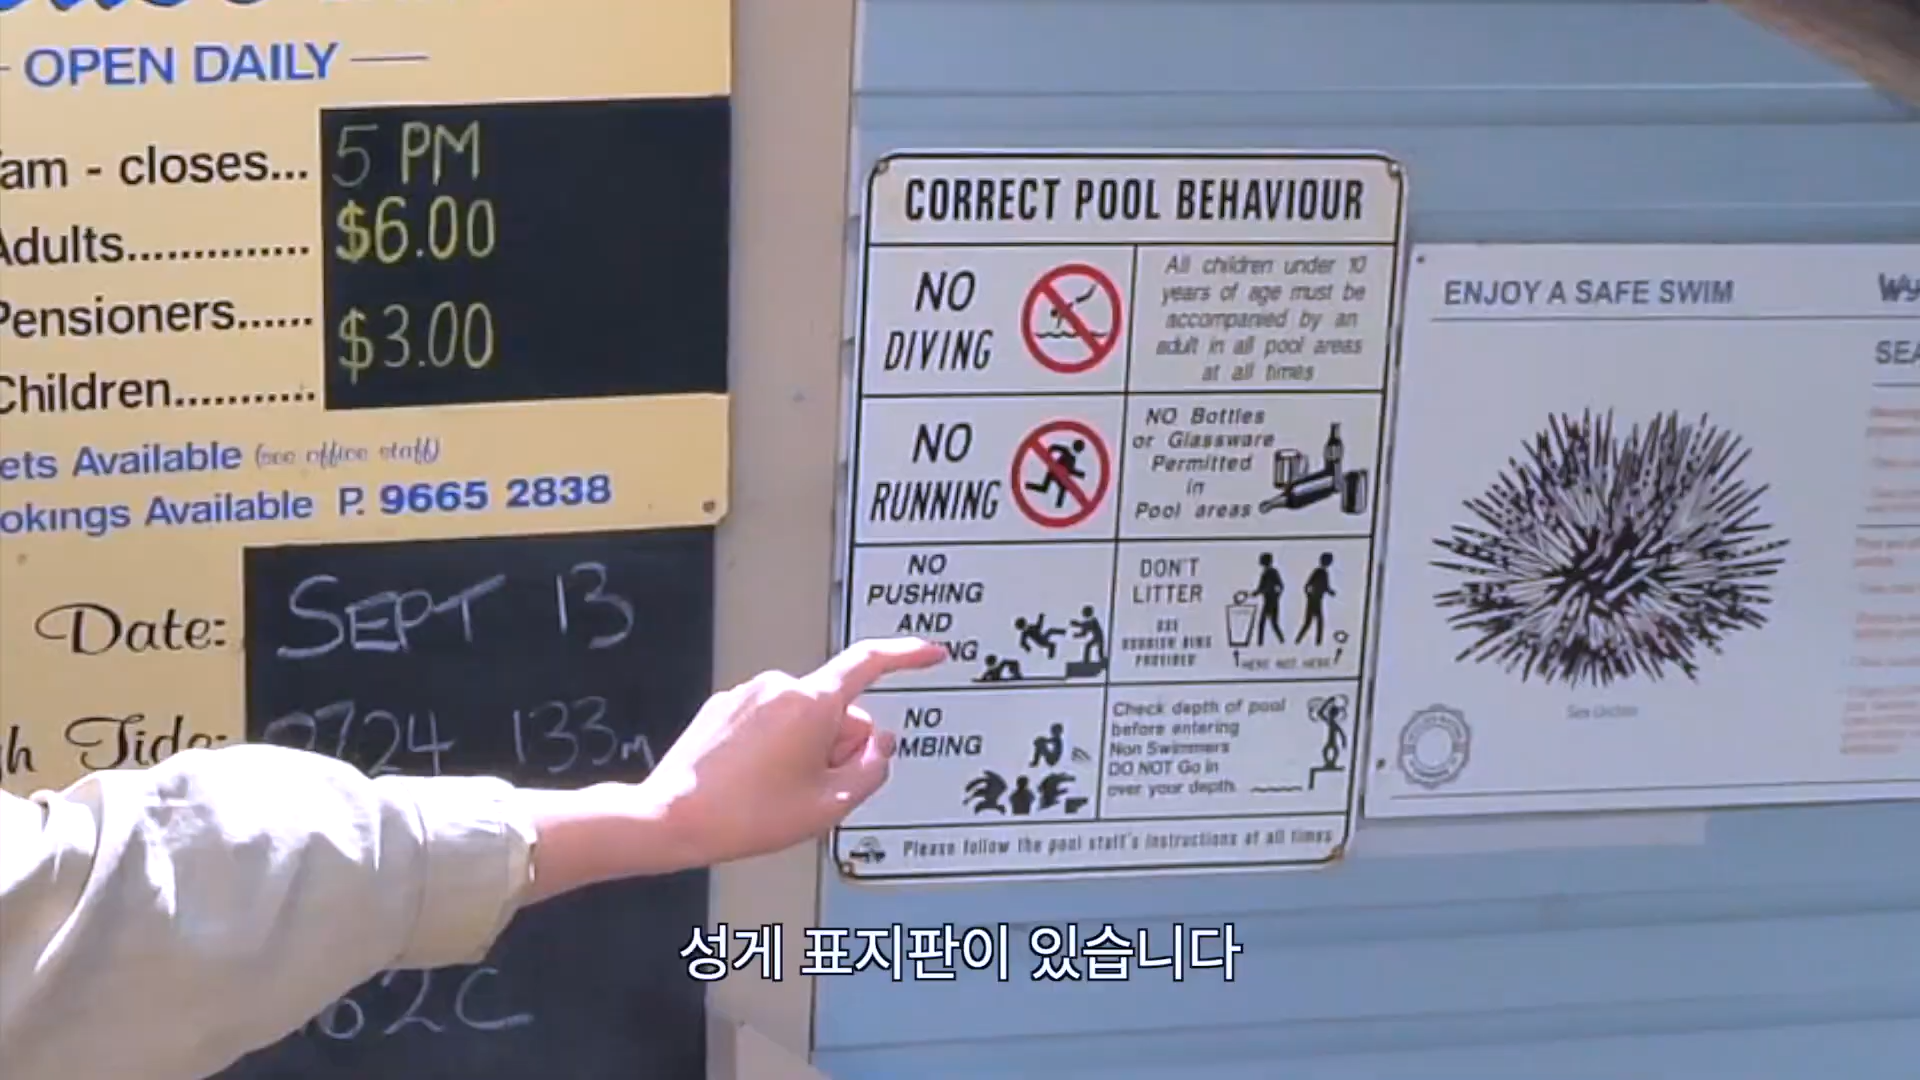 OPEN DAILY
am - closes... 5 PM
Adults............. $6.00
Pensioners......
$3.00
Children...........
ets Available (see office staff)
okings Available P. 9665 2838
Date: SEPT 13
Tide: 0724 133m
62C
CORRECT POOL BEHAVIOUR
NO
DIVING
All children under 10
years of age must be
accompanied by an
adult in all pool areas
at all times
NO
RUNNING
NO Bottles
or Glassware
Permitted
in
Pool areas
NO
PUSHING
AND
NG
DON'T
LITTER
USE
RUBBISH BINS
PROVIDED
HERE NOT HERE!
NO
OMBING
Check depth of pool
before entering
Non Swimmers
DO NOT Go in
over your depth
Please follow the pool staff's instructions at all times
ENJOY A SAFE SWIM
SEA
Sea Urchin
성게 표지판이 있습니다